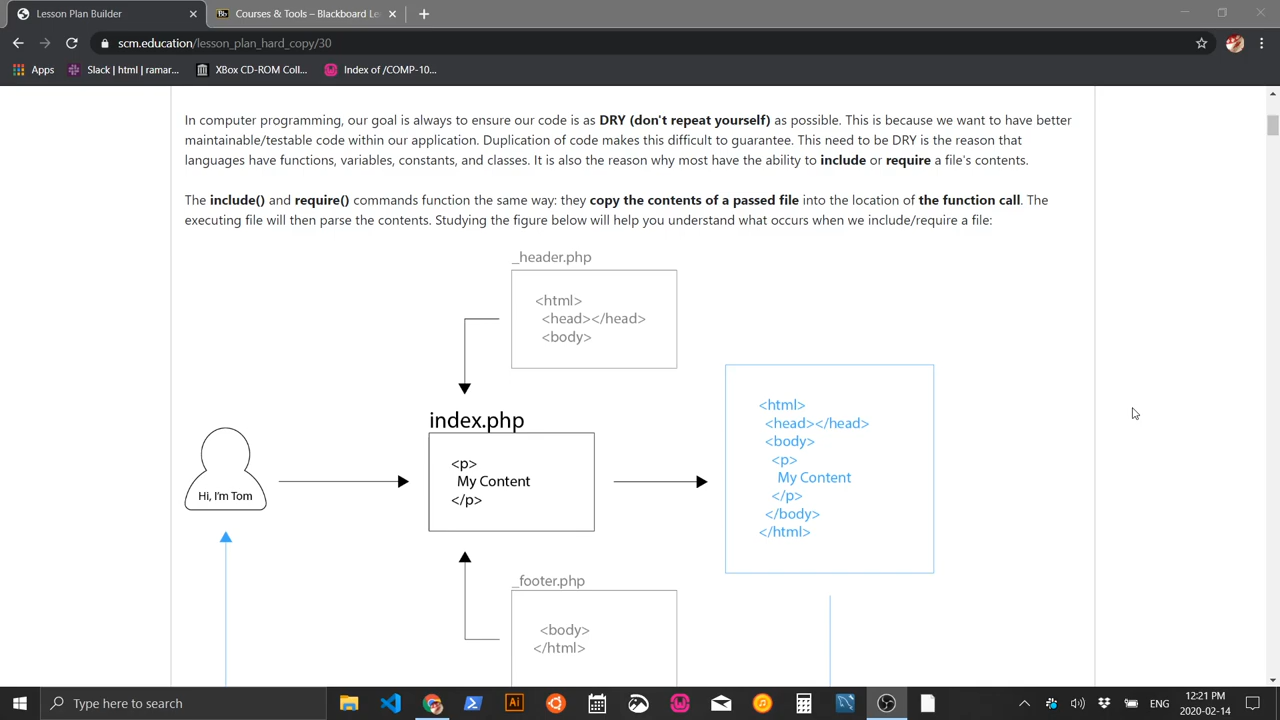 Lesson Plan Builder
Courses & Tools – Blackboard Le
scm.education/lesson_plan_hard_copy/30
Apps
Slack | html | ramar...
XBox CD-ROM Coll...
Index of /COMP-10...
In computer programming, our goal is always to ensure our code is as DRY (don't repeat yourself) as possible. This is because we want to have better
maintainable/testable code within our application. Duplication of code makes this difficult to guarantee. This need to be DRY is the reason that
languages have functions, variables, constants, and classes. It is also the reason why most have the ability to include or require a file's contents.
The include() and require() commands function the same way: they copy the contents of a passed file into the location of the function call. The
executing file will then parse the contents. Studying the figure below will help you understand what occurs when we include/require a file:
_header.php
<html>
<head></head>
<body>
index.php
<p>
My Content
</p>
Hi, I'm Tom
<html>
<head></head>
<body>
<p>
My Content
</p>
</body>
</html>
_footer.php
<body>
</html>
Type here to search
Ai
ENG
12:21 PM
2020-02-14